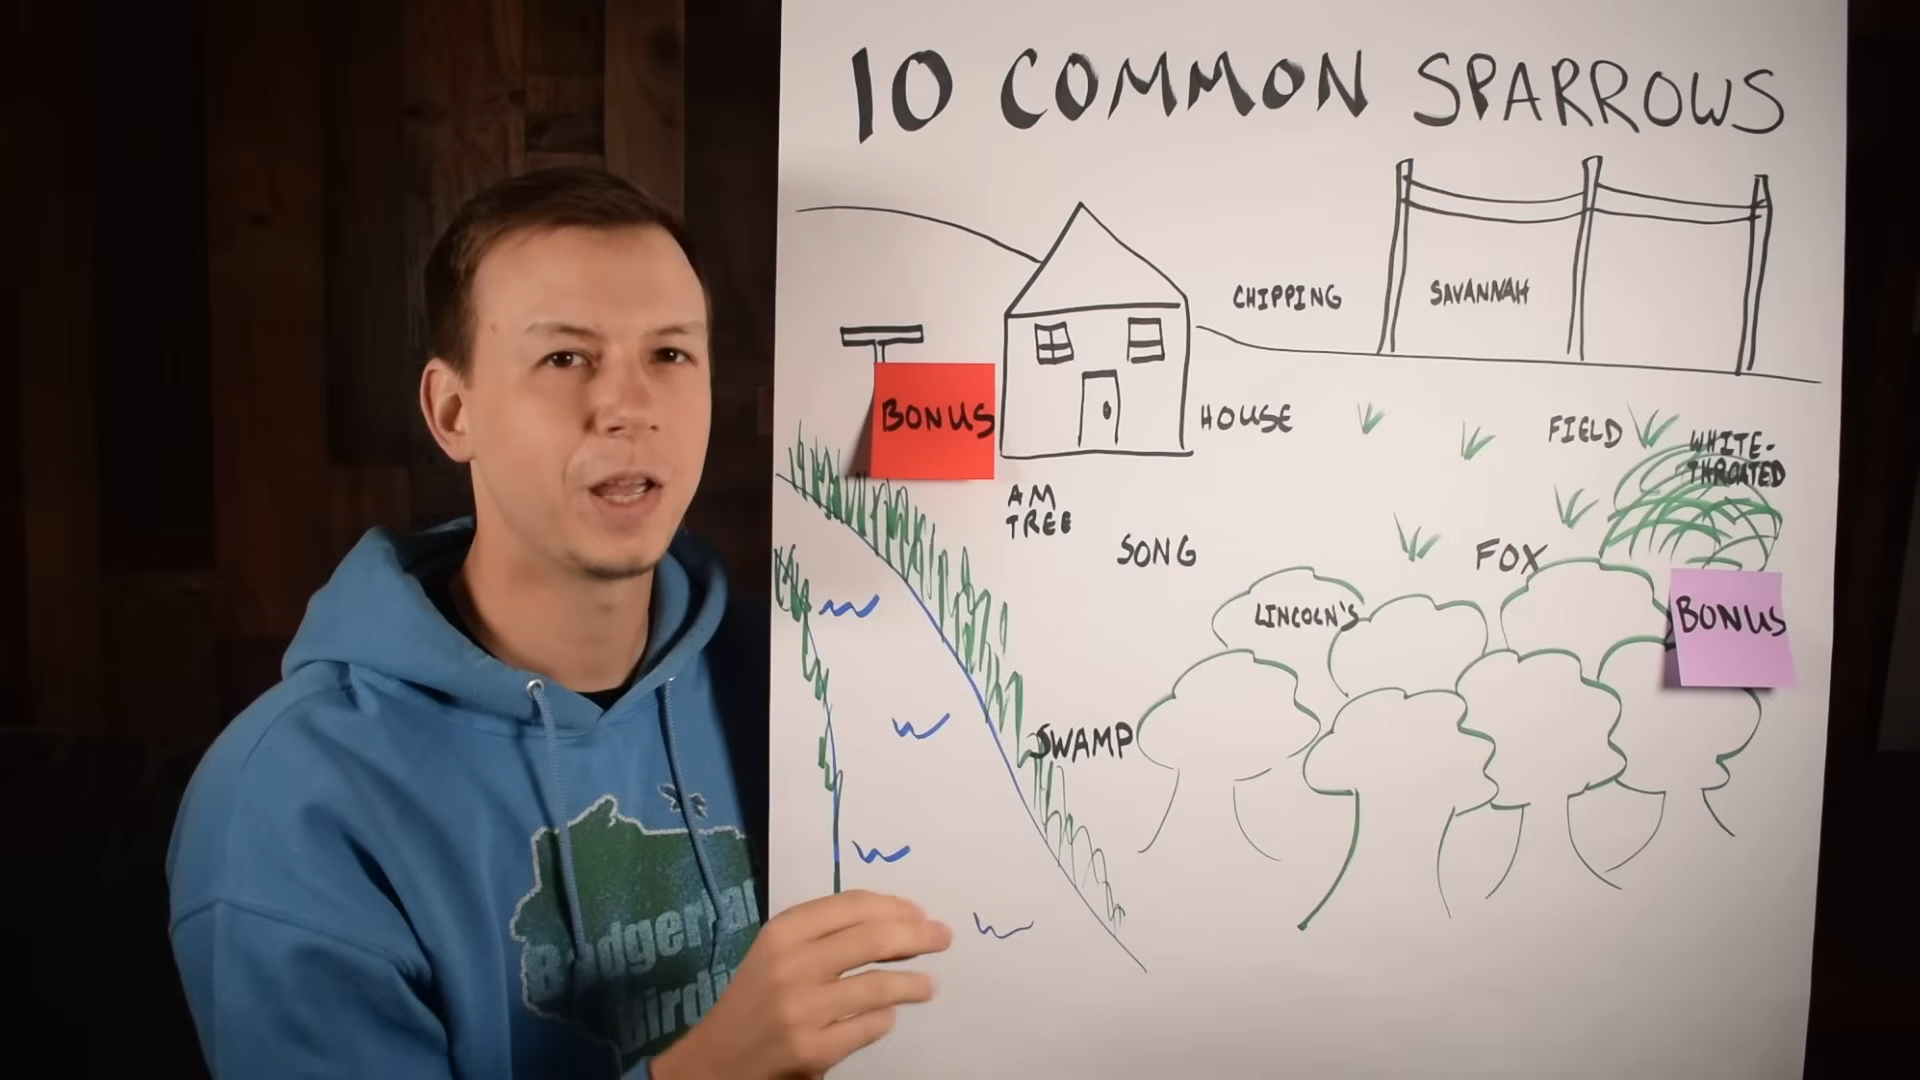 10 COMMON SPARROWS
CHIPPING
SAVANNAH
BONUS
HOUSE
FIELD
WHITE-
THROATED
AM
TREE
SONG
FOX
LINCOLN'S
BONUS
SWAMP